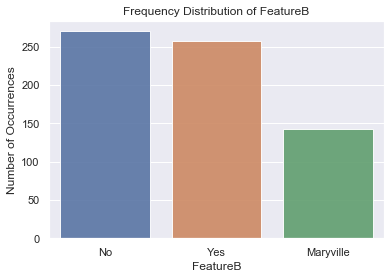 Frequency Distribution of FeatureB
Number of Occurrences
250
200
150
100
50
0
No Yes Maryville
FeatureB